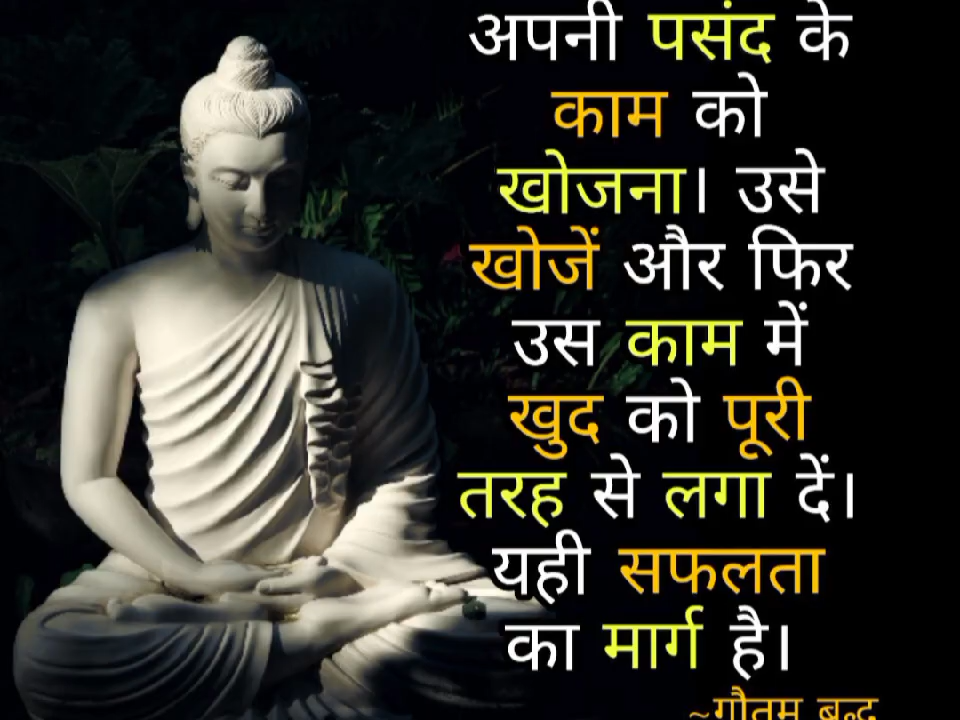 अपनी पसंद के
काम को
खोजना। उसे
खोजें और फिर
उस काम में
खुद को पूरी
तरह से लगा दें।
यही सफलता
का मार्ग है।
~गौतम बुद्ध